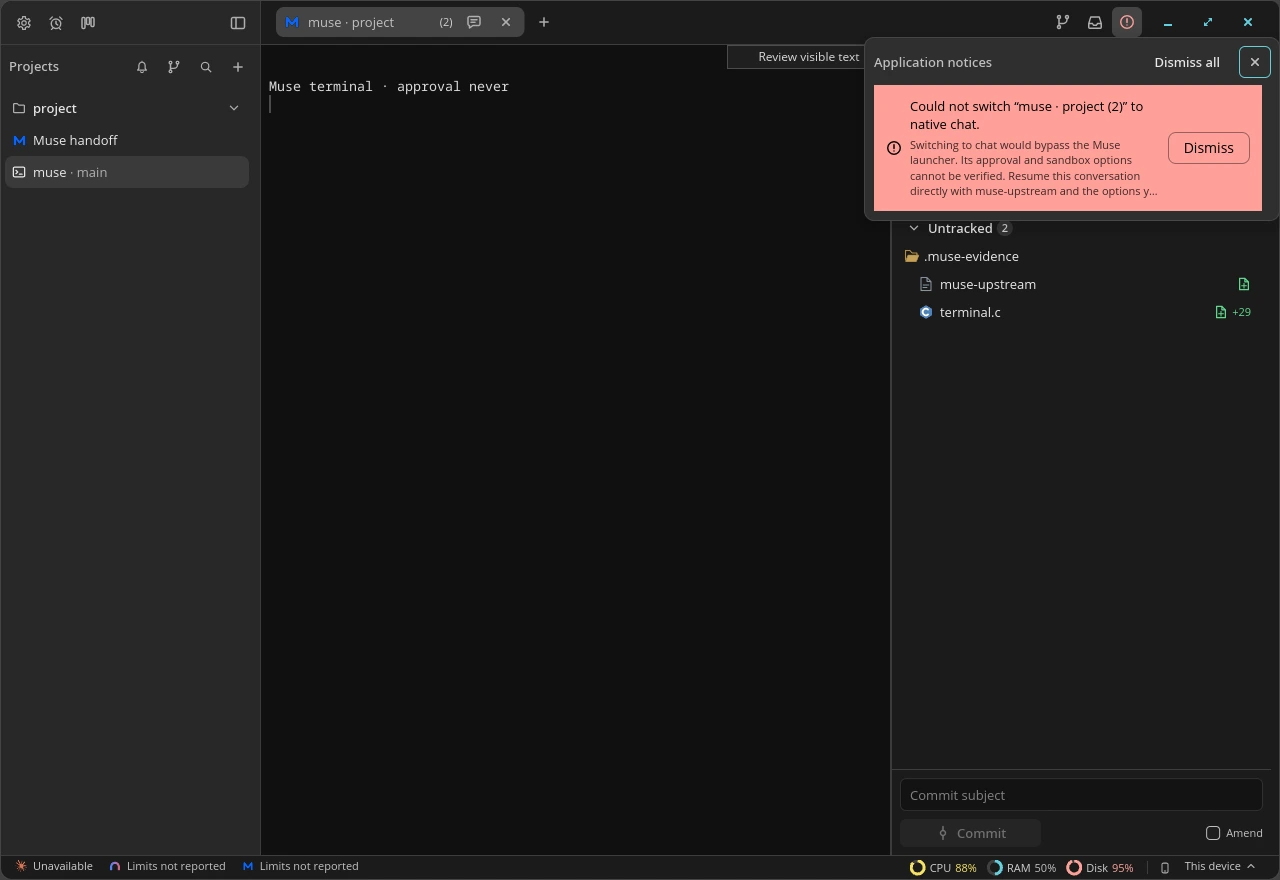 muse · project (2)
Projects
project
Muse handoff
muse · main
Review visible text
Muse terminal · approval never
Application notices
Dismiss all
Could not switch “muse · project (2)” to
native chat.
Switching to chat would bypass the Muse
launcher. Its approval and sandbox options
cannot be verified. Resume this conversation
directly with muse-upstream and the options y…
Dismiss
Untracked 2
.muse-evidence
muse-upstream
terminal.c +29
Commit subject
Commit
Amend
Unavailable
Limits not reported
Limits not reported
CPU 88%
RAM 50%
Disk 95%
This device